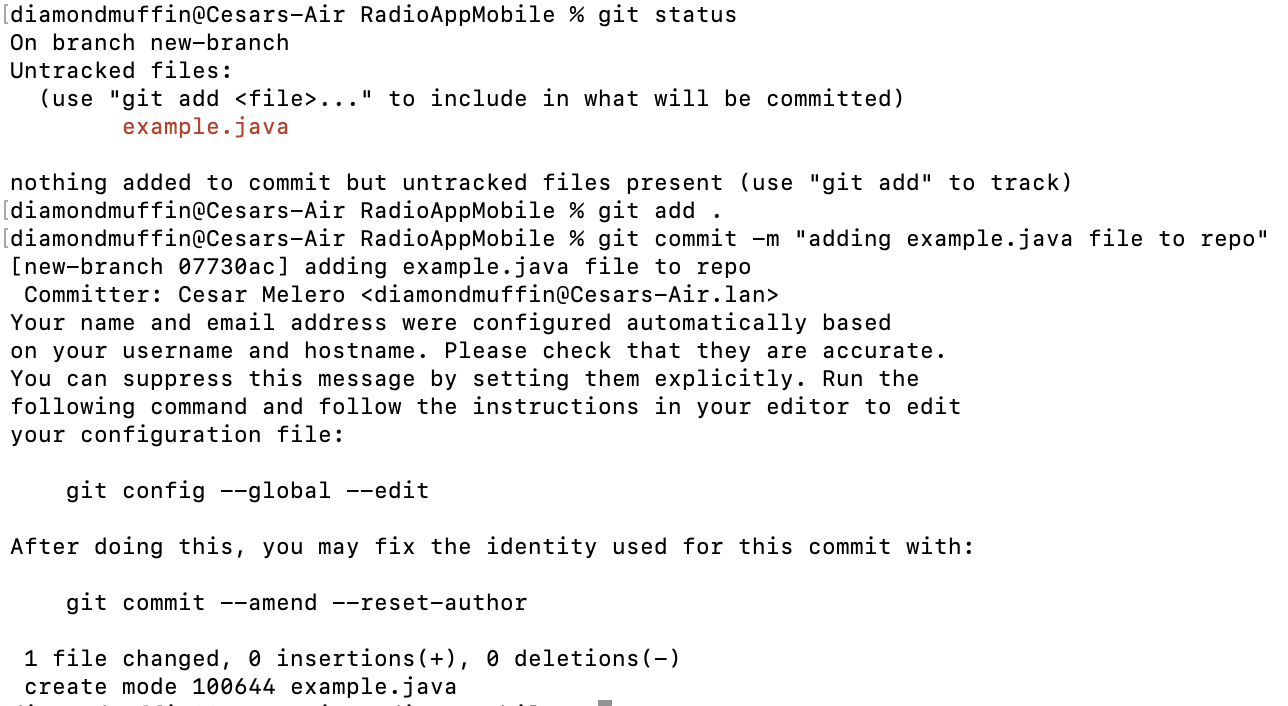 [diamondmuffin@Cesars-Air RadioAppMobile % git status
On branch new-branch
Untracked files:
  (use "git add <file>..." to include in what will be committed)
        example.java

nothing added to commit but untracked files present (use "git add" to track)
[diamondmuffin@Cesars-Air RadioAppMobile % git add .
[diamondmuffin@Cesars-Air RadioAppMobile % git commit -m "adding example.java file to repo"
[new-branch 07730ac] adding example.java file to repo
 Committer: Cesar Melero <diamondmuffin@Cesars-Air.lan>
Your name and email address were configured automatically based
on your username and hostname. Please check that they are accurate.
You can suppress this message by setting them explicitly. Run the
following command and follow the instructions in your editor to edit
your configuration file:

    git config --global --edit

After doing this, you may fix the identity used for this commit with:

    git commit --amend --reset-author

 1 file changed, 0 insertions(+), 0 deletions(-)
 create mode 100644 example.java